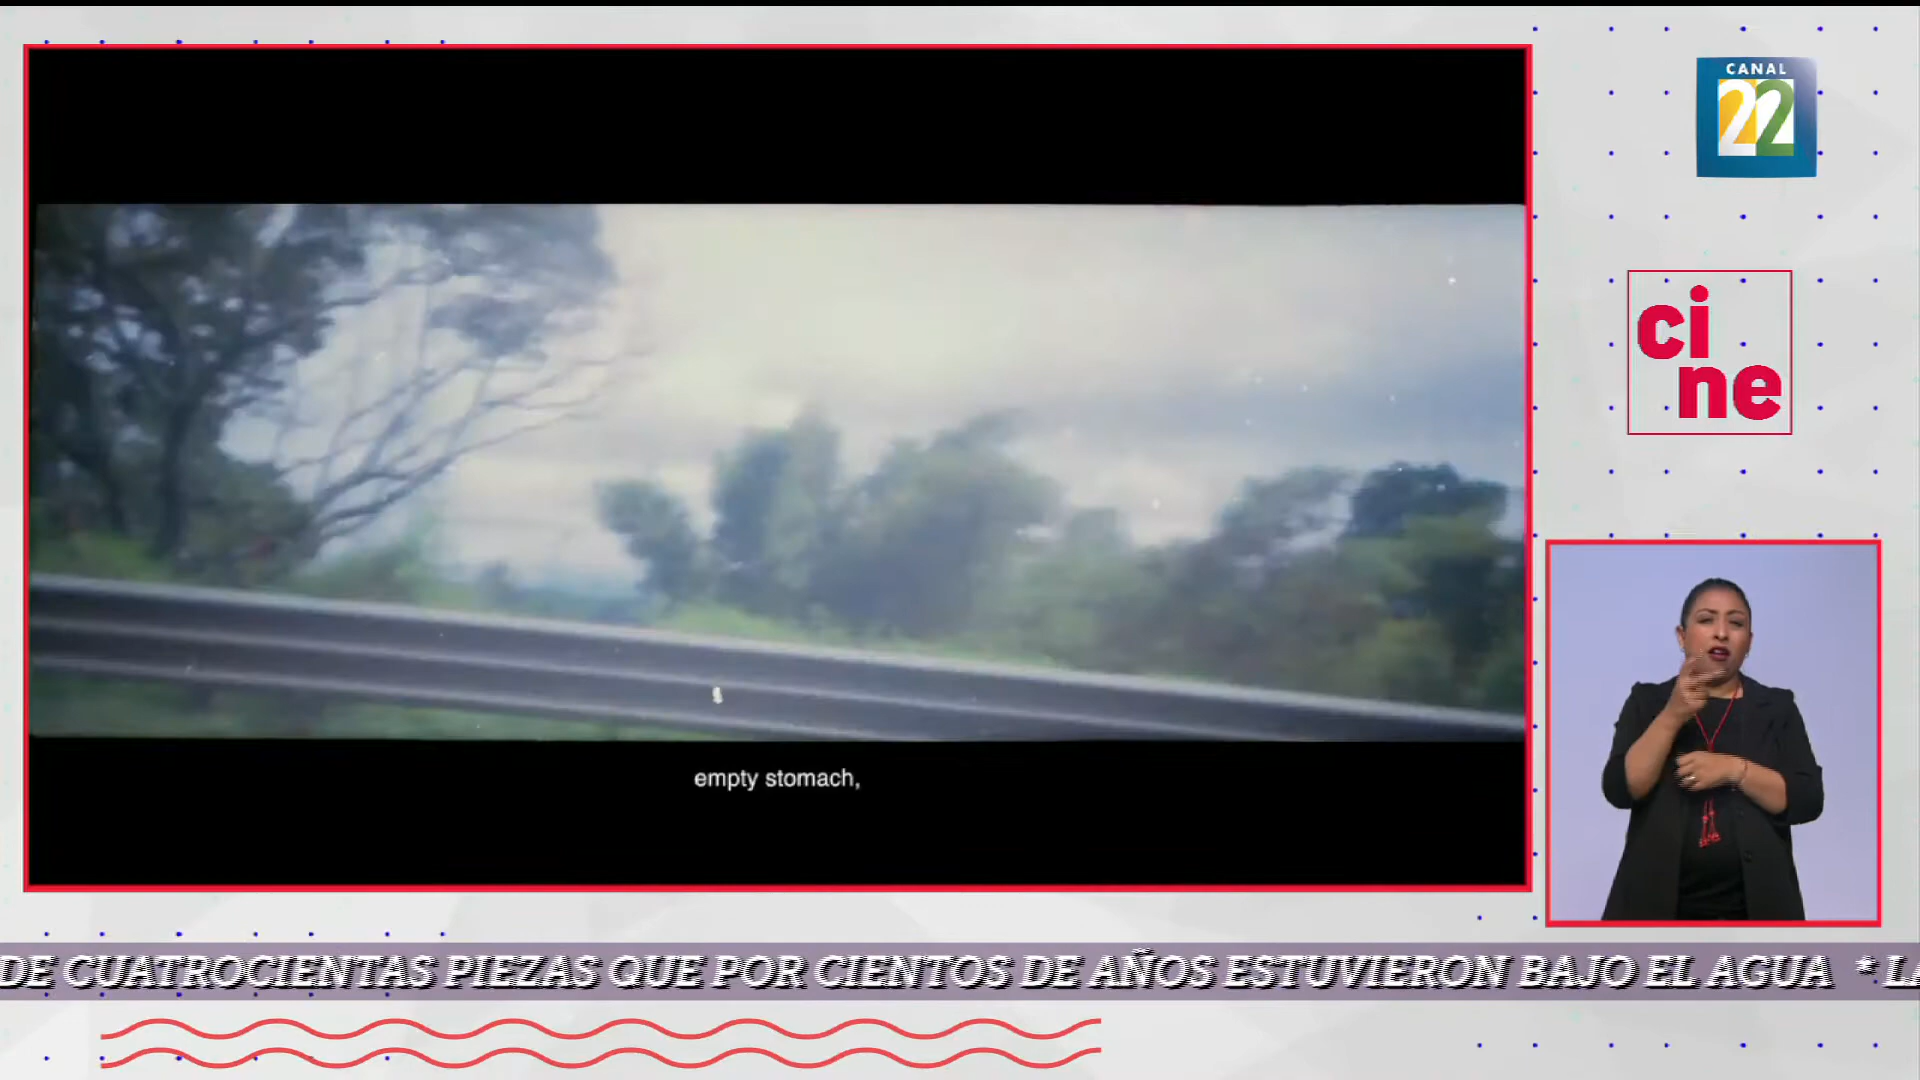 CANAL
22
ci
ne
empty stomach,
DE CUATROCIENTAS PIEZAS QUE POR CIENTOS DE AÑOS ESTUVIERON BAJO EL AGUA * LA